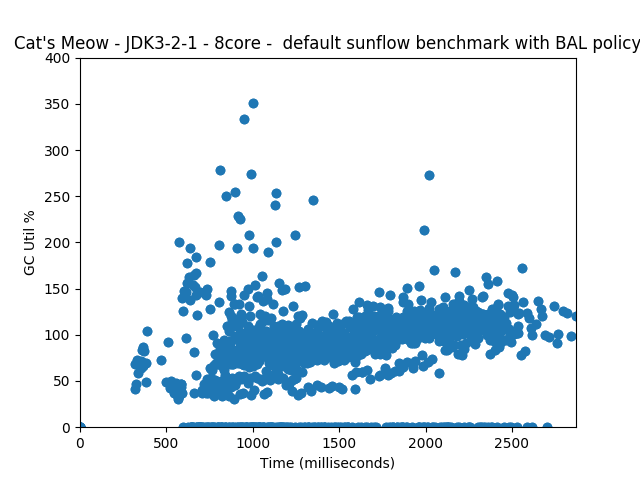 Cat's Meow - JDK3-2-1 - 8core -  default sunflow benchmark with BAL policy
400
350
300
250
200
150
100
50
0
GC Util %
0 500 1000 1500 2000 2500
Time (milliseconds)